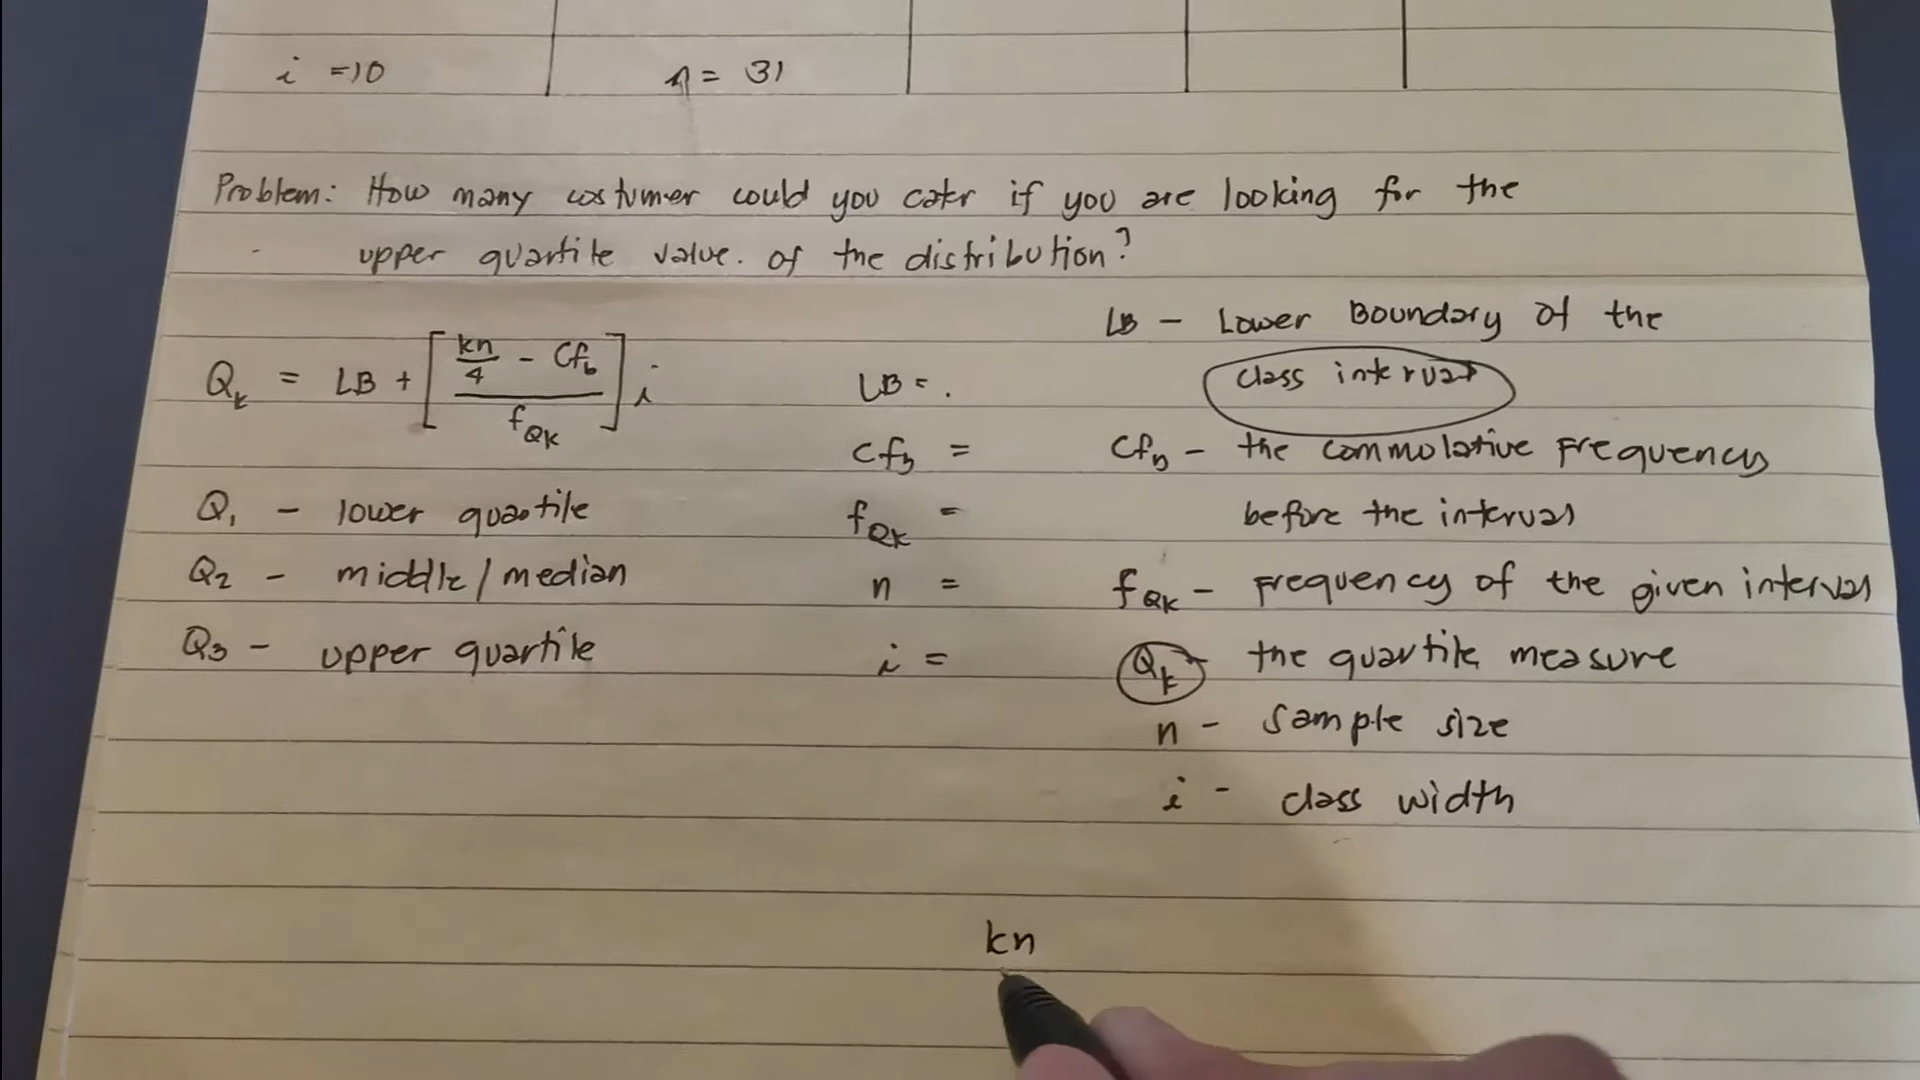 i = 10 n = 31
Problem: How many costumer could you cater if you are looking for the
upper quartile value. of the distribution?
Qk = LB + [ (kn/4 - Cfb) / fQk ] i
Q1 - lower quartile
Q2 - middle / median
Q3 - upper quartile
LB = .
Cfb =
fQk =
n =
i =
LB - Lower Boundary of the
class interval
Cfb - the commolative Frequency
before the interval
fQk - Frequency of the given interval
Qk - the quartile measure
n - sample size
i - class width
kn